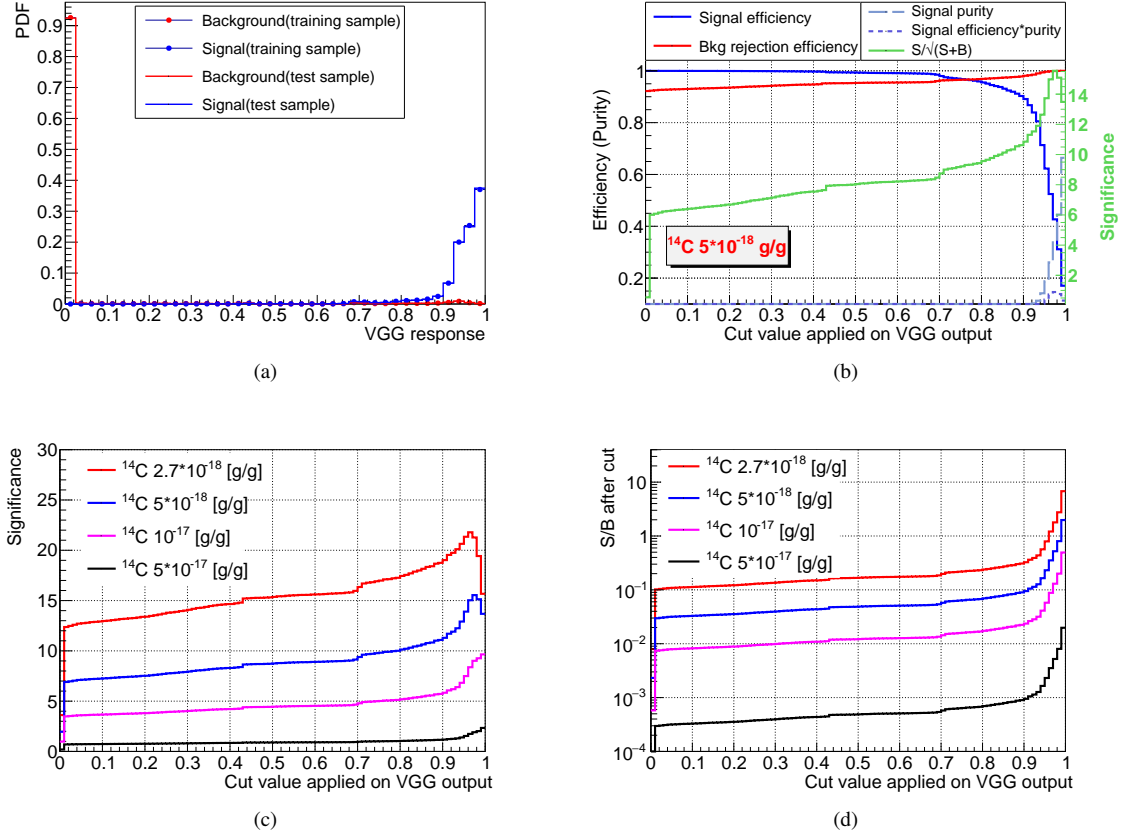 PDF
0.9
0.8
0.7
0.6
0.5
0.4
0.3
0.2
0.1
0
0 0.1 0.2 0.3 0.4 0.5 0.6 0.7 0.8 0.9 1
VGG response
Background(training sample)
Signal(training sample)
Background(test sample)
Signal(test sample)
(a)
Signal efficiency
Bkg rejection efficiency
Signal purity
Signal efficiency*purity
S/√(S+B)
Efficiency (Purity)
1
0.8
0.6
0.4
0.2
14
12
10
8
6
4
2
Significance
¹⁴C 5*10⁻¹⁸ g/g
0 0.1 0.2 0.3 0.4 0.5 0.6 0.7 0.8 0.9 1
Cut value applied on VGG output
(b)
Significance
30
25
20
15
10
5
0
¹⁴C 2.7*10⁻¹⁸ [g/g]
¹⁴C 5*10⁻¹⁸ [g/g]
¹⁴C 10⁻¹⁷ [g/g]
¹⁴C 5*10⁻¹⁷ [g/g]
0 0.1 0.2 0.3 0.4 0.5 0.6 0.7 0.8 0.9 1
Cut value applied on VGG output
(c)
S/B after cut
10
1
10⁻¹
10⁻²
10⁻³
10⁻⁴
¹⁴C 2.7*10⁻¹⁸ [g/g]
¹⁴C 5*10⁻¹⁸ [g/g]
¹⁴C 10⁻¹⁷ [g/g]
¹⁴C 5*10⁻¹⁷ [g/g]
0 0.1 0.2 0.3 0.4 0.5 0.6 0.7 0.8 0.9 1
Cut value applied on VGG output
(d)